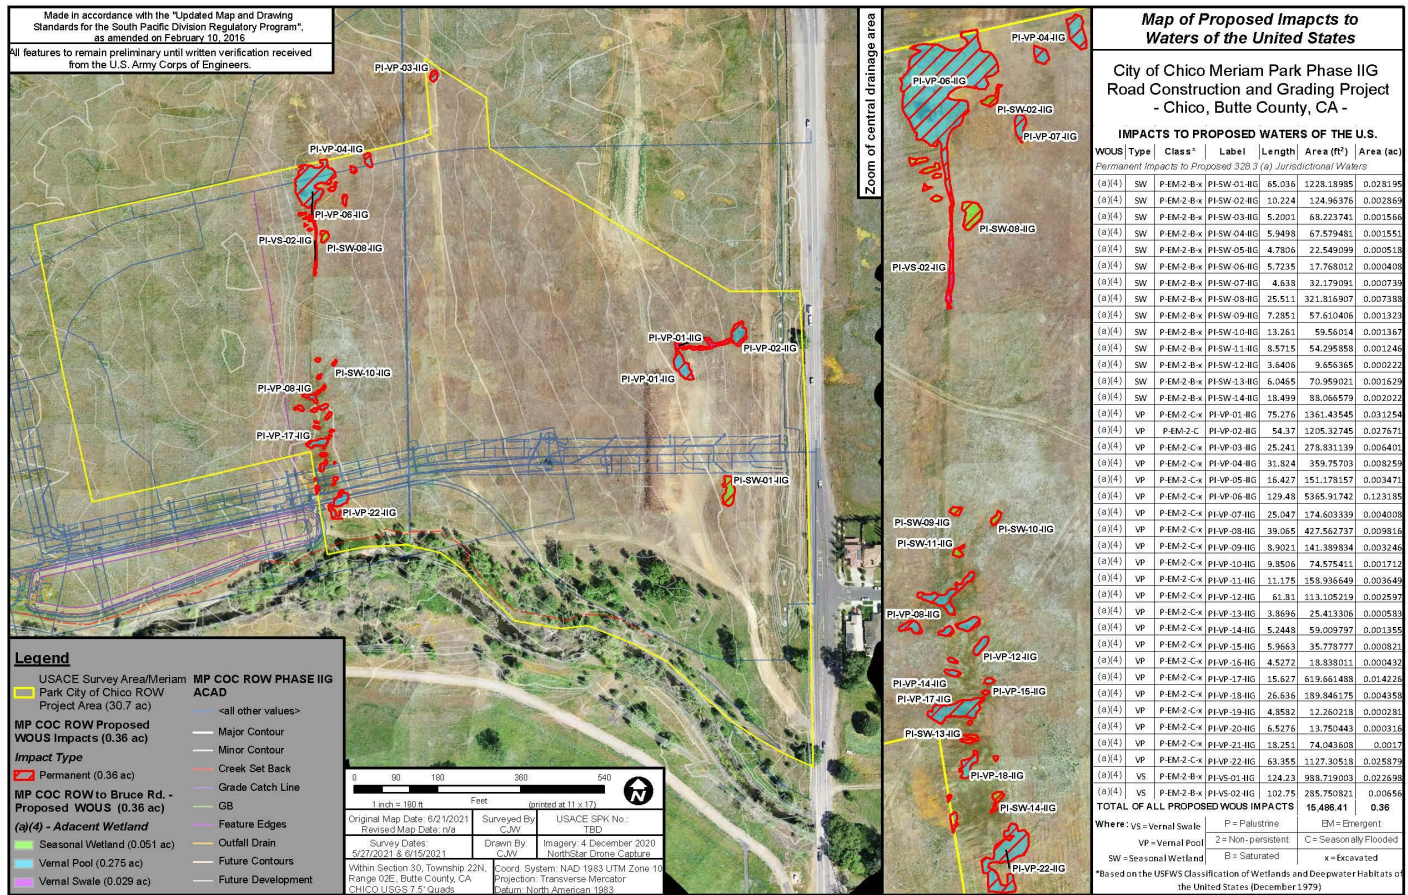 Made in accordance with the "Updated Map and Drawing
Standards for the South Pacific Division Regulatory Program",
as amended on February 10, 2016
All features to remain preliminary until written verification received
from the U.S. Army Corps of Engineers.
PI-VP-03-IIG
PI-VP-04-IIG
PI-VP-06-IIG
PI-VS-02-IIG
PI-SW-08-IIG
PI-VP-01-IIG
PI-VP-02-IIG
PI-VP-01-IIG
PI-SW-10-IIG
PI-VP-08-IIG
PI-VP-17-IIG
PI-SW-01-IIG
PI-VP-22-IIG
Legend
USACE Survey Area/Meriam
Park City of Chico ROW
Project Area (30.7 ac)
MP COC ROW Proposed
WOUS Impacts (0.36 ac)
Impact Type
Permanent (0.36 ac)
MP COC ROW to Bruce Rd. -
Proposed WOUS (0.36 ac)
(a)(4) - Adacent Wetland
Seasonal Wetland (0.051 ac)
Vernal Pool (0.275 ac)
Vernal Swale (0.029 ac)
MP COC ROW PHASE IIG
ACAD
<all other values>
Major Contour
Minor Contour
Creek Set Back
Grade Catch Line
GB
Feature Edges
Outfall Drain
Future Contours
Future Development
0 90 180 360 540
Feet
1 inch = 180 ft
(printed at 11 x 17)
N
Original Map Date: 6/21/2021
Revised Map Date: n/a
Surveyed By:
CJW
USACE SPK No.:
TBD
Survey Dates:
5/27/2021 & 6/15/2021
Drawn By:
CJW
Imagery: 4 December 2020
NorthStar Drone Capture
Within Section 30, Township 22N,
Range 02E, Butte County, CA
CHICO USGS 7.5' Quads
Coord. System: NAD 1983 UTM Zone 10
Projection: Transverse Mercator
Datum: North American 1983
Zoom of central drainage area
PI-VP-04-IIG
PI-VP-06-IIG
PI-SW-02-IIG
PI-VP-07-IIG
PI-SW-08-IIG
PI-VS-02-IIG
PI-SW-09-IIG
PI-SW-10-IIG
PI-SW-11-IIG
PI-VP-08-IIG
PI-VP-12-IIG
PI-VP-14-IIG
PI-VP-15-IIG
PI-VP-17-IIG
PI-SW-13-IIG
PI-VP-18-IIG
PI-SW-14-IIG
PI-VP-22-IIG
Map of Proposed Imapcts to
Waters of the United States
City of Chico Meriam Park Phase IIG
Road Construction and Grading Project
- Chico, Butte County, CA -
IMPACTS TO PROPOSED WATERS OF THE U.S.
WOUS Type Class* Label Length Area (ft²) Area (ac)
Permanent Impacts to Proposed 328.3 (a) Jurisdictional Waters
(a)(4) SW P-EM-2-B-x PI-SW-01-IIG 65.036 1228.18985 0.028195
(a)(4) SW P-EM-2-B-x PI-SW-02-IIG 10.224 124.96376 0.002869
(a)(4) SW P-EM-2-B-x PI-SW-03-IIG 5.2001 68.223741 0.001566
(a)(4) SW P-EM-2-B-x PI-SW-04-IIG 5.9498 67.579481 0.001551
(a)(4) SW P-EM-2-B-x PI-SW-05-IIG 4.7806 22.549099 0.000518
(a)(4) SW P-EM-2-B-x PI-SW-06-IIG 5.7235 17.768012 0.000408
(a)(4) SW P-EM-2-B-x PI-SW-07-IIG 4.638 32.179091 0.000739
(a)(4) SW P-EM-2-B-x PI-SW-08-IIG 25.511 321.816907 0.007388
(a)(4) SW P-EM-2-B-x PI-SW-09-IIG 7.2851 57.610406 0.001323
(a)(4) SW P-EM-2-B-x PI-SW-10-IIG 13.261 59.56014 0.001367
(a)(4) SW P-EM-2-B-x PI-SW-11-IIG 8.5715 54.295858 0.001246
(a)(4) SW P-EM-2-B-x PI-SW-12-IIG 3.6406 9.656365 0.000222
(a)(4) SW P-EM-2-B-x PI-SW-13-IIG 6.0465 70.959021 0.001629
(a)(4) SW P-EM-2-B-x PI-SW-14-IIG 18.499 88.066579 0.002022
(a)(4) VP P-EM-2-C-x PI-VP-01-IIG 75.276 1361.43545 0.031254
(a)(4) VP P-EM-2-C PI-VP-02-IIG 54.37 1205.32745 0.027671
(a)(4) VP P-EM-2-C-x PI-VP-03-IIG 25.241 278.831139 0.006401
(a)(4) VP P-EM-2-C-x PI-VP-04-IIG 31.824 359.75703 0.008259
(a)(4) VP P-EM-2-C-x PI-VP-05-IIG 16.427 151.178157 0.003471
(a)(4) VP P-EM-2-C-x PI-VP-06-IIG 129.48 5365.91742 0.123185
(a)(4) VP P-EM-2-C-x PI-VP-07-IIG 25.047 174.603339 0.004008
(a)(4) VP P-EM-2-C-x PI-VP-08-IIG 39.065 427.562737 0.009816
(a)(4) VP P-EM-2-C-x PI-VP-09-IIG 8.9021 141.389834 0.003246
(a)(4) VP P-EM-2-C-x PI-VP-10-IIG 9.8506 74.575411 0.001712
(a)(4) VP P-EM-2-C-x PI-VP-11-IIG 11.175 158.936649 0.003649
(a)(4) VP P-EM-2-C-x PI-VP-12-IIG 61.81 113.105219 0.002597
(a)(4) VP P-EM-2-C-x PI-VP-13-IIG 3.8696 25.413306 0.000583
(a)(4) VP P-EM-2-C-x PI-VP-14-IIG 5.2448 59.009797 0.001355
(a)(4) VP P-EM-2-C-x PI-VP-15-IIG 5.9663 35.778777 0.000821
(a)(4) VP P-EM-2-C-x PI-VP-16-IIG 4.5272 18.838011 0.000432
(a)(4) VP P-EM-2-C-x PI-VP-17-IIG 15.627 619.661488 0.014226
(a)(4) VP P-EM-2-C-x PI-VP-18-IIG 26.636 189.846175 0.004358
(a)(4) VP P-EM-2-C-x PI-VP-19-IIG 4.8582 12.260218 0.000281
(a)(4) VP P-EM-2-C-x PI-VP-20-IIG 6.5276 13.750443 0.000316
(a)(4) VP P-EM-2-C-x PI-VP-21-IIG 18.251 74.043608 0.0017
(a)(4) VP P-EM-2-C-x PI-VP-22-IIG 63.355 1127.30518 0.025879
(a)(4) VS P-EM-2-B-x PI-VS-01-IIG 124.23 988.719003 0.022698
(a)(4) VS P-EM-2-B-x PI-VS-02-IIG 102.75 285.750821 0.00656
TOTAL OF ALL PROPOSED WOUS IMPACTS 15,486.41 0.36
Where: VS = Vernal Swale P = Palustrine EM = Emergent
VP = Vernal Pool 2 = Non-persistent C = Seasonally Flooded
SW = Seasonal Wetland B = Saturated x = Excavated
*Based on the USFWS Classification of Wetlands and Deepwater Habitats of
the United States (December 1979)